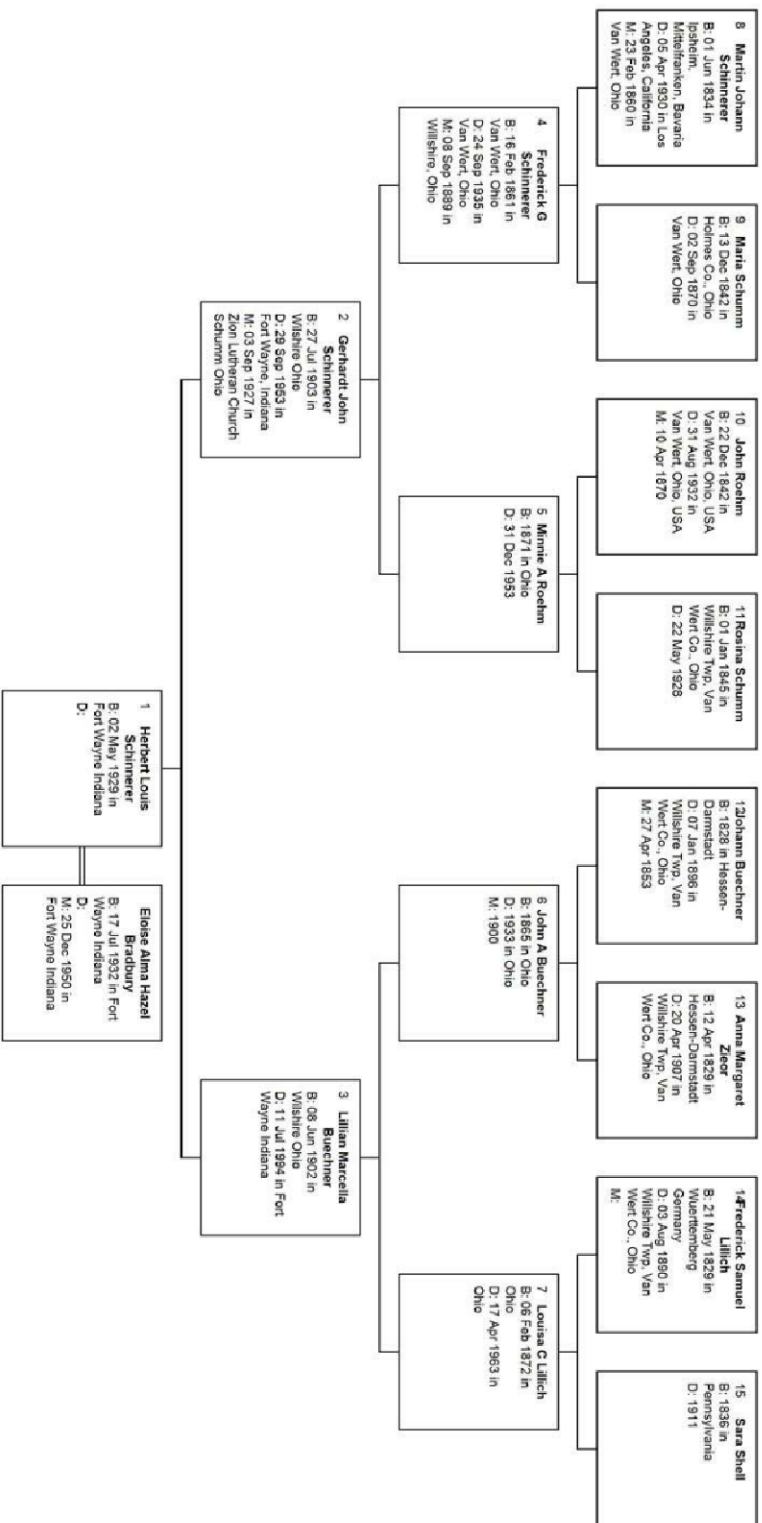 8 Martin Johann
Schinnerer
B: 01 Jun 1834 in
Ipsheim,
Mittelfranken, Bavaria
D: 05 Apr 1930 in Los
Angeles, California
M: 23 Feb 1860 in
Van Wert, Ohio
9 Maria Schumm
B: 13 Dec 1842 in
Holmes Co., Ohio
D: 02 Sep 1870 in
Van Wert, Ohio
10 John Roehm
B: 22 Dec 1842 in
Van Wert, Ohio, USA
D: 31 Aug 1932 in
Van Wert, Ohio, USA
M: 10 Apr 1870
11 Rosina Schumm
B: 01 Jan 1845 in
Willshire Twp, Van
Wert Co., Ohio
D: 22 May 1928
12 Johann Buechner
B: 1828 in Hessen-
Darmstadt
D: 07 Jan 1896 in
Willshire Twp, Van
Wert Co., Ohio
M: 27 Apr 1853
13 Anna Margaret
Zieor
B: 12 Apr 1829 in
Hessen-Darmstadt
D: 20 Apr 1907 in
Willshire Twp, Van
Wert Co., Ohio
14 Frederick Samuel
Lillich
B: 21 May 1829 in
Wuerttemberg
Germany
D: 03 Aug 1890 in
Willshire Twp, Van
Wert Co., Ohio
M:
15 Sara Shell
B: 1836 in
Pennsylvania
D: 1911
4 Frederick G
Schinnerer
B: 16 Feb 1861 in
Van Wert, Ohio
D: 24 Sep 1935 in
Van Wert, Ohio
M: 08 Sep 1889 in
Willshire, Ohio
5 Minnie A Roehm
B: 1871 in Ohio
D: 31 Dec 1953
6 John A Buechner
B: 1865 in Ohio
D: 1933 in Ohio
M: 1900
7 Louisa C Lillich
B: 06 Feb 1872 in
Ohio
D: 17 Apr 1963 in
Ohio
2 Gerhardt John
Schinnerer
B: 27 Jul 1903 in
Wilshire Ohio
D: 29 Sep 1953 in
Fort Wayne, Indiana
M: 03 Sep 1927 in
Zion Lutheran Church
Schumm Ohio
3 Lillian Marcella
Buechner
B: 08 Jun 1902 in
Wilshire Ohio
D: 11 Jul 1994 in Fort
Wayne Indiana
1 Herbert Louis
Schinnerer
B: 02 May 1929 in
Fort Wayne Indiana
D:
Eloise Alma Hazel
Bradbury
B: 17 Jul 1932 in Fort
Wayne Indiana
D:
M: 25 Dec 1950 in
Fort Wayne Indiana